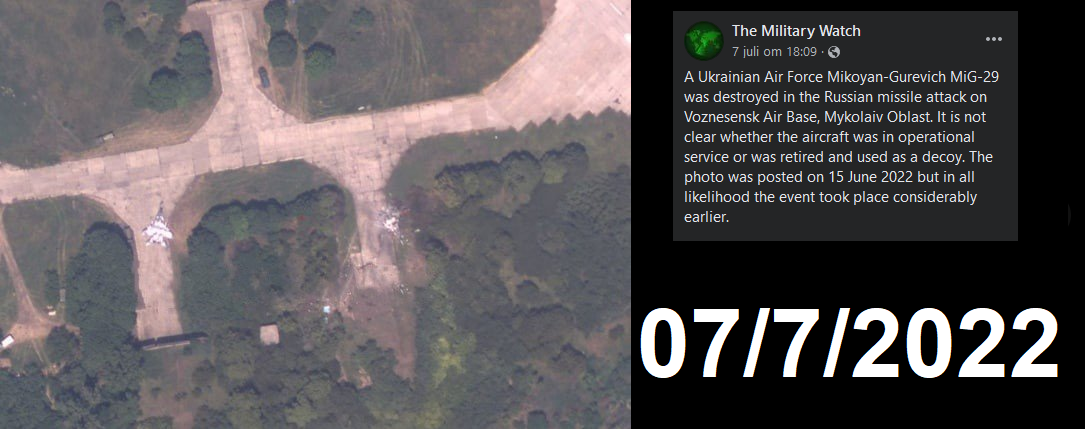 The Military Watch
7 juli om 18:09 ·
A Ukrainian Air Force Mikoyan-Gurevich MiG-29
was destroyed in the Russian missile attack on
Voznesensk Air Base, Mykolaiv Oblast. It is not
clear whether the aircraft was in operational
service or was retired and used as a decoy. The
photo was posted on 15 June 2022 but in all
likelihood the event took place considerably
earlier.
07/7/2022